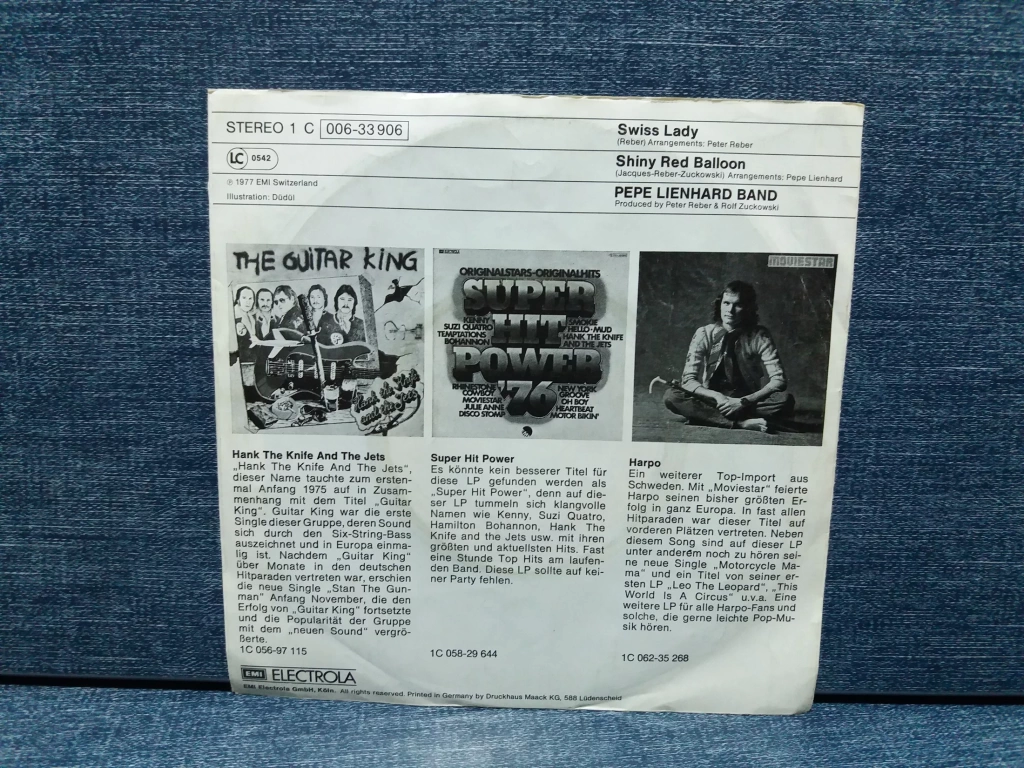 STEREO 1 C 006-33 906
LC 0542
℗ 1977 EMI Switzerland
Illustration: Düdül
Swiss Lady
(Reber) Arrangements: Peter Reber
Shiny Red Balloon
(Jacques-Reber-Zuckowski) Arrangements: Pepe Lienhard
PEPE LIENHARD BAND
Produced by Peter Reber & Rolf Zuckowski
THE GUITAR KING
Hank the Knife
and the Jets
ELECTROLA
ORIGINALSTARS-ORIGINALHITS
SUPER
KENNY
SUZI QUATRO
TEMPTATIONS
BOHANNON
HIT
SMOKIE
HELLO·MUD
HANK THE KNIFE
AND THE JETS
POWER
RHINESTONE
COWBOY
MOVIESTAR
JULIE ANNE
DISCO STOMP
'76
NEW YORK
GROOVE
OH BOY
HEARTBEAT
MOTOR BIKIN'
MOVIESTAR
Hank The Knife And The Jets
„Hank The Knife And The Jets“,
dieser Name tauchte zum ersten-
mal Anfang 1975 auf in Zusam-
menhang mit dem Titel „Guitar
King“. Guitar King war die erste
Single dieser Gruppe, deren Sound
sich durch den Six-String-Bass
auszeichnet und in Europa einma-
lig ist. Nachdem „Guitar King“
über Monate in den deutschen
Hitparaden vertreten war, erschien
die neue Single „Stan The Gun-
man“ Anfang November, die den
Erfolg von „Guitar King“ fortsetzte
und die Popularität der Gruppe
mit dem „neuen Sound“ vergrö-
ßerte.
1C 056-97 115
Super Hit Power
Es könnte kein besserer Titel für
diese LP gefunden werden als
„Super Hit Power“, denn auf die-
ser LP tummeln sich klangvolle
Namen wie Kenny, Suzi Quatro,
Hamilton Bohannon, Hank The
Knife and the Jets usw. mit ihren
größten und aktuellsten Hits. Fast
eine Stunde Top Hits am laufen-
den Band. Diese LP sollte auf kei-
ner Party fehlen.
1C 058-29 644
Harpo
Ein weiterer Top-Import aus
Schweden. Mit „Moviestar“ feierte
Harpo seinen bisher größten Er-
folg in ganz Europa. In fast allen
Hitparaden war dieser Titel auf
vorderen Plätzen vertreten. Neben
diesem Song sind auf dieser LP
unter anderem noch zu hören sei-
ne neue Single „Motorcycle Ma-
ma“ und ein Titel von seiner er-
sten LP „Leo The Leopard“, „This
World Is A Circus“ u.v.a. Eine
weitere LP für alle Harpo-Fans und
solche, die gerne leichte Pop-Mu-
sik hören.
1C 062-35 268
EMI ELECTROLA
EMI Electrola GmbH, Köln. All rights reserved. Printed in Germany by Druckhaus Maack KG, 588 Lüdenscheid